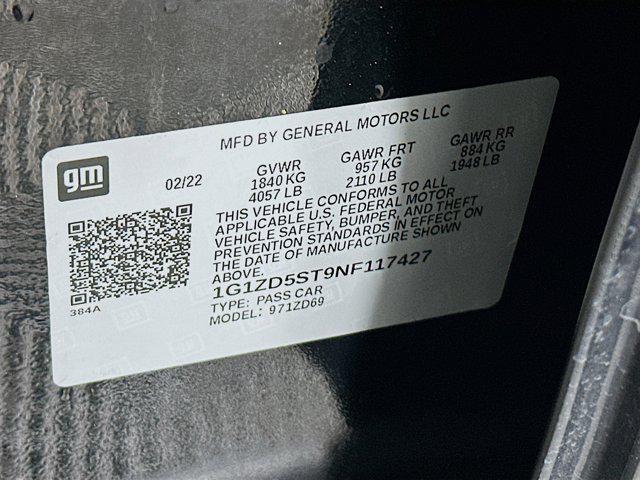 MFD BY GENERAL MOTORS LLC
gm
02/22
GVWR GAWR FRT GAWR RR
1840 KG 957 KG 884 KG
4057 LB 2110 LB 1948 LB
THIS VEHICLE CONFORMS TO ALL
APPLICABLE U.S. FEDERAL MOTOR
VEHICLE SAFETY, BUMPER, AND THEFT
PREVENTION STANDARDS IN EFFECT ON
THE DATE OF MANUFACTURE SHOWN
ABOVE.
1G1ZD5ST9NF117427
TYPE: PASS CAR
MODEL: 971ZD69
384A